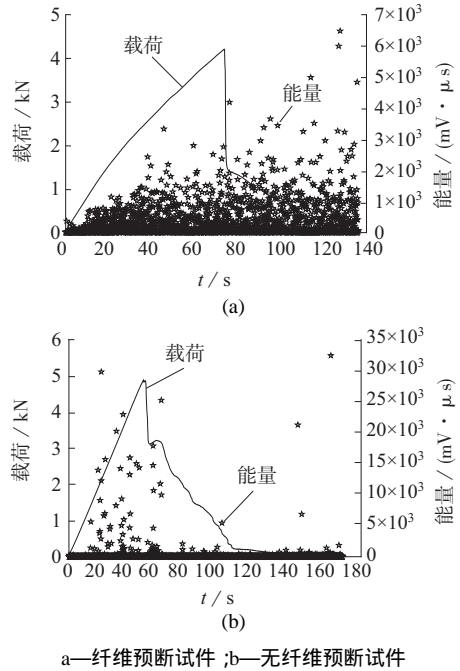 载荷 / kN
5
4
3
2
1
0
载荷
能量
7×10³
6×10³
5×10³
4×10³
3×10³
2×10³
1×10³
0
能量 / (mV · μs)
0 20 40 60 80 100 120 140
t / s
(a)
载荷 / kN
6
5
4
3
2
1
0
载荷
能量
35×10³
30×10³
25×10³
20×10³
15×10³
10×10³
5×10³
0
能量 / (mV · μs)
0 20 40 60 80 100 120 140 160 180
t / s
(b)
a—纤维预断试件 ;b—无纤维预断试件